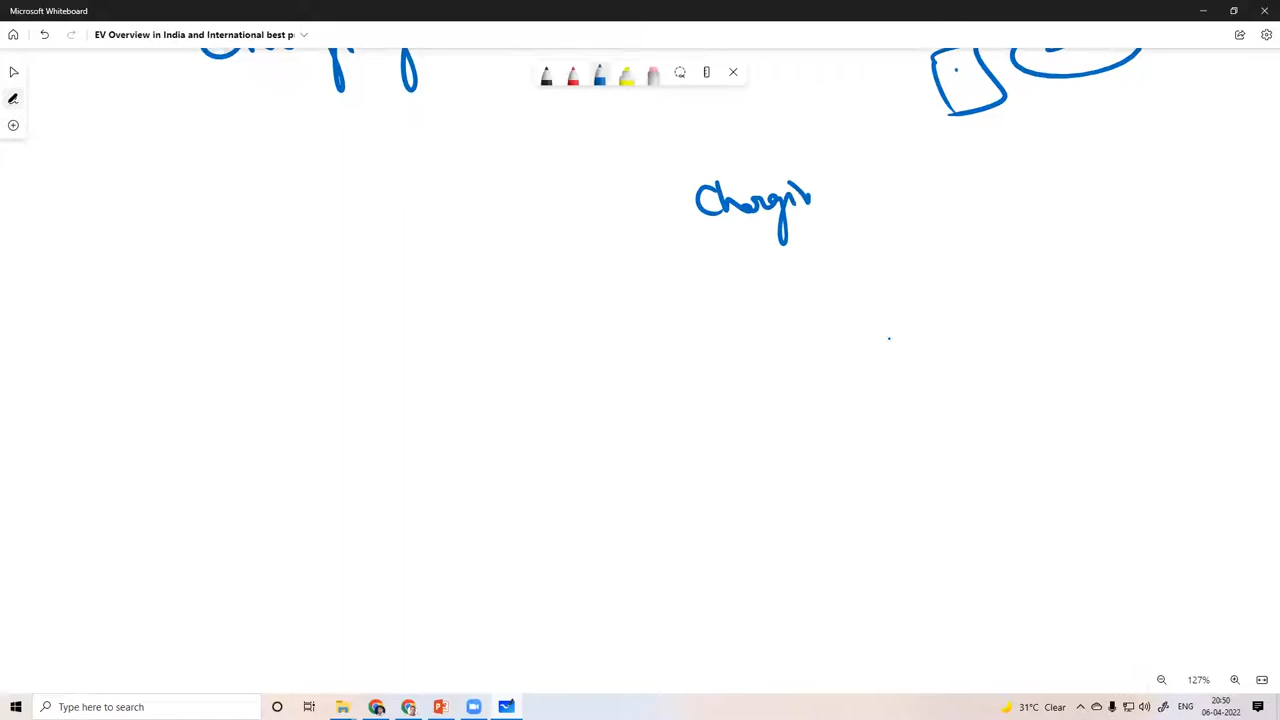 Microsoft Whiteboard
EV Overview in India and International best p
Chargin
127%
Type here to search
31°C Clear
ENG
20:50
06-04-2022